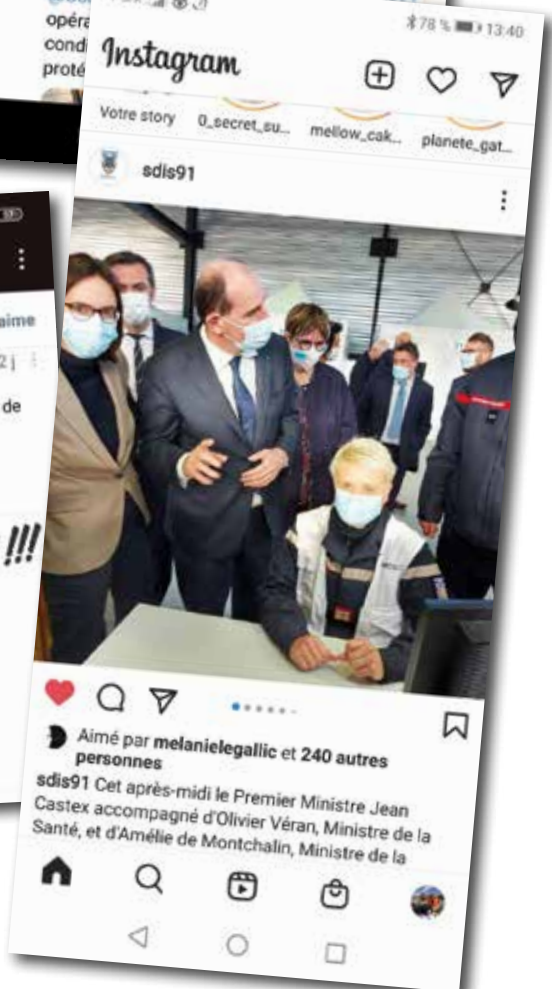 opéra
condi
proté
78 % 13:40
Instagram
Votre story 0_secret_su... mellow_cak... planete_gat...
sdis91
aime
2 j
de
!!!
Aimé par melanielegallic et 240 autres
personnes
sdis91 Cet après-midi le Premier Ministre Jean
Castex accompagné d'Olivier Véran, Ministre de la
Santé, et d'Amélie de Montchalin, Ministre de la